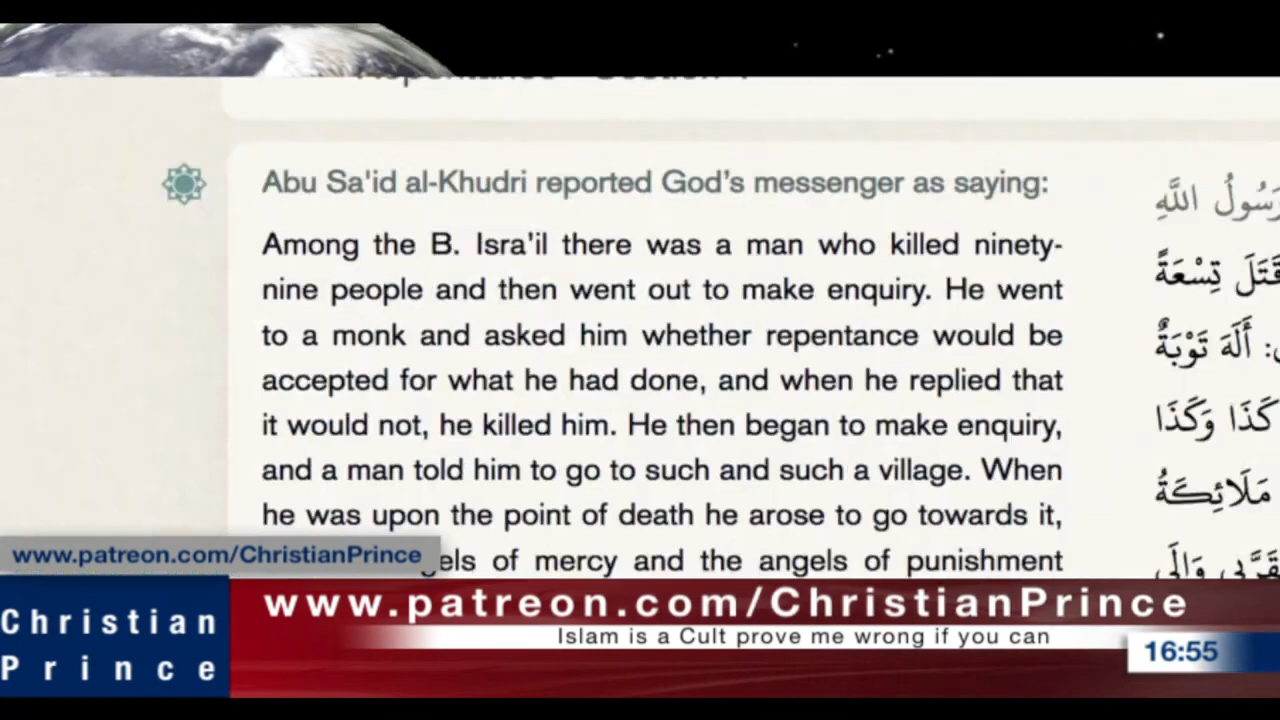 Abu Sa'id al-Khudri reported God's messenger as saying:
Among the B. Isra'il there was a man who killed ninety-
nine people and then went out to make enquiry. He went
to a monk and asked him whether repentance would be
accepted for what he had done, and when he replied that
it would not, he killed him. He then began to make enquiry,
and a man told him to go to such and such a village. When
he was upon the point of death he arose to go towards it,
of mercy and the angels of punishment
رَسُولُ اللَّهِ
قَتَلَ تِسْعَةً
أَلَهُ تَوْبَةٌ
كَذَا وَكَذَا
مَلَائِكَةُ
www.patreon.com/ChristianPrince
www.patreon.com/ChristianPrince
Islam is a Cult prove me wrong if you can
Christian
Prince
16:55